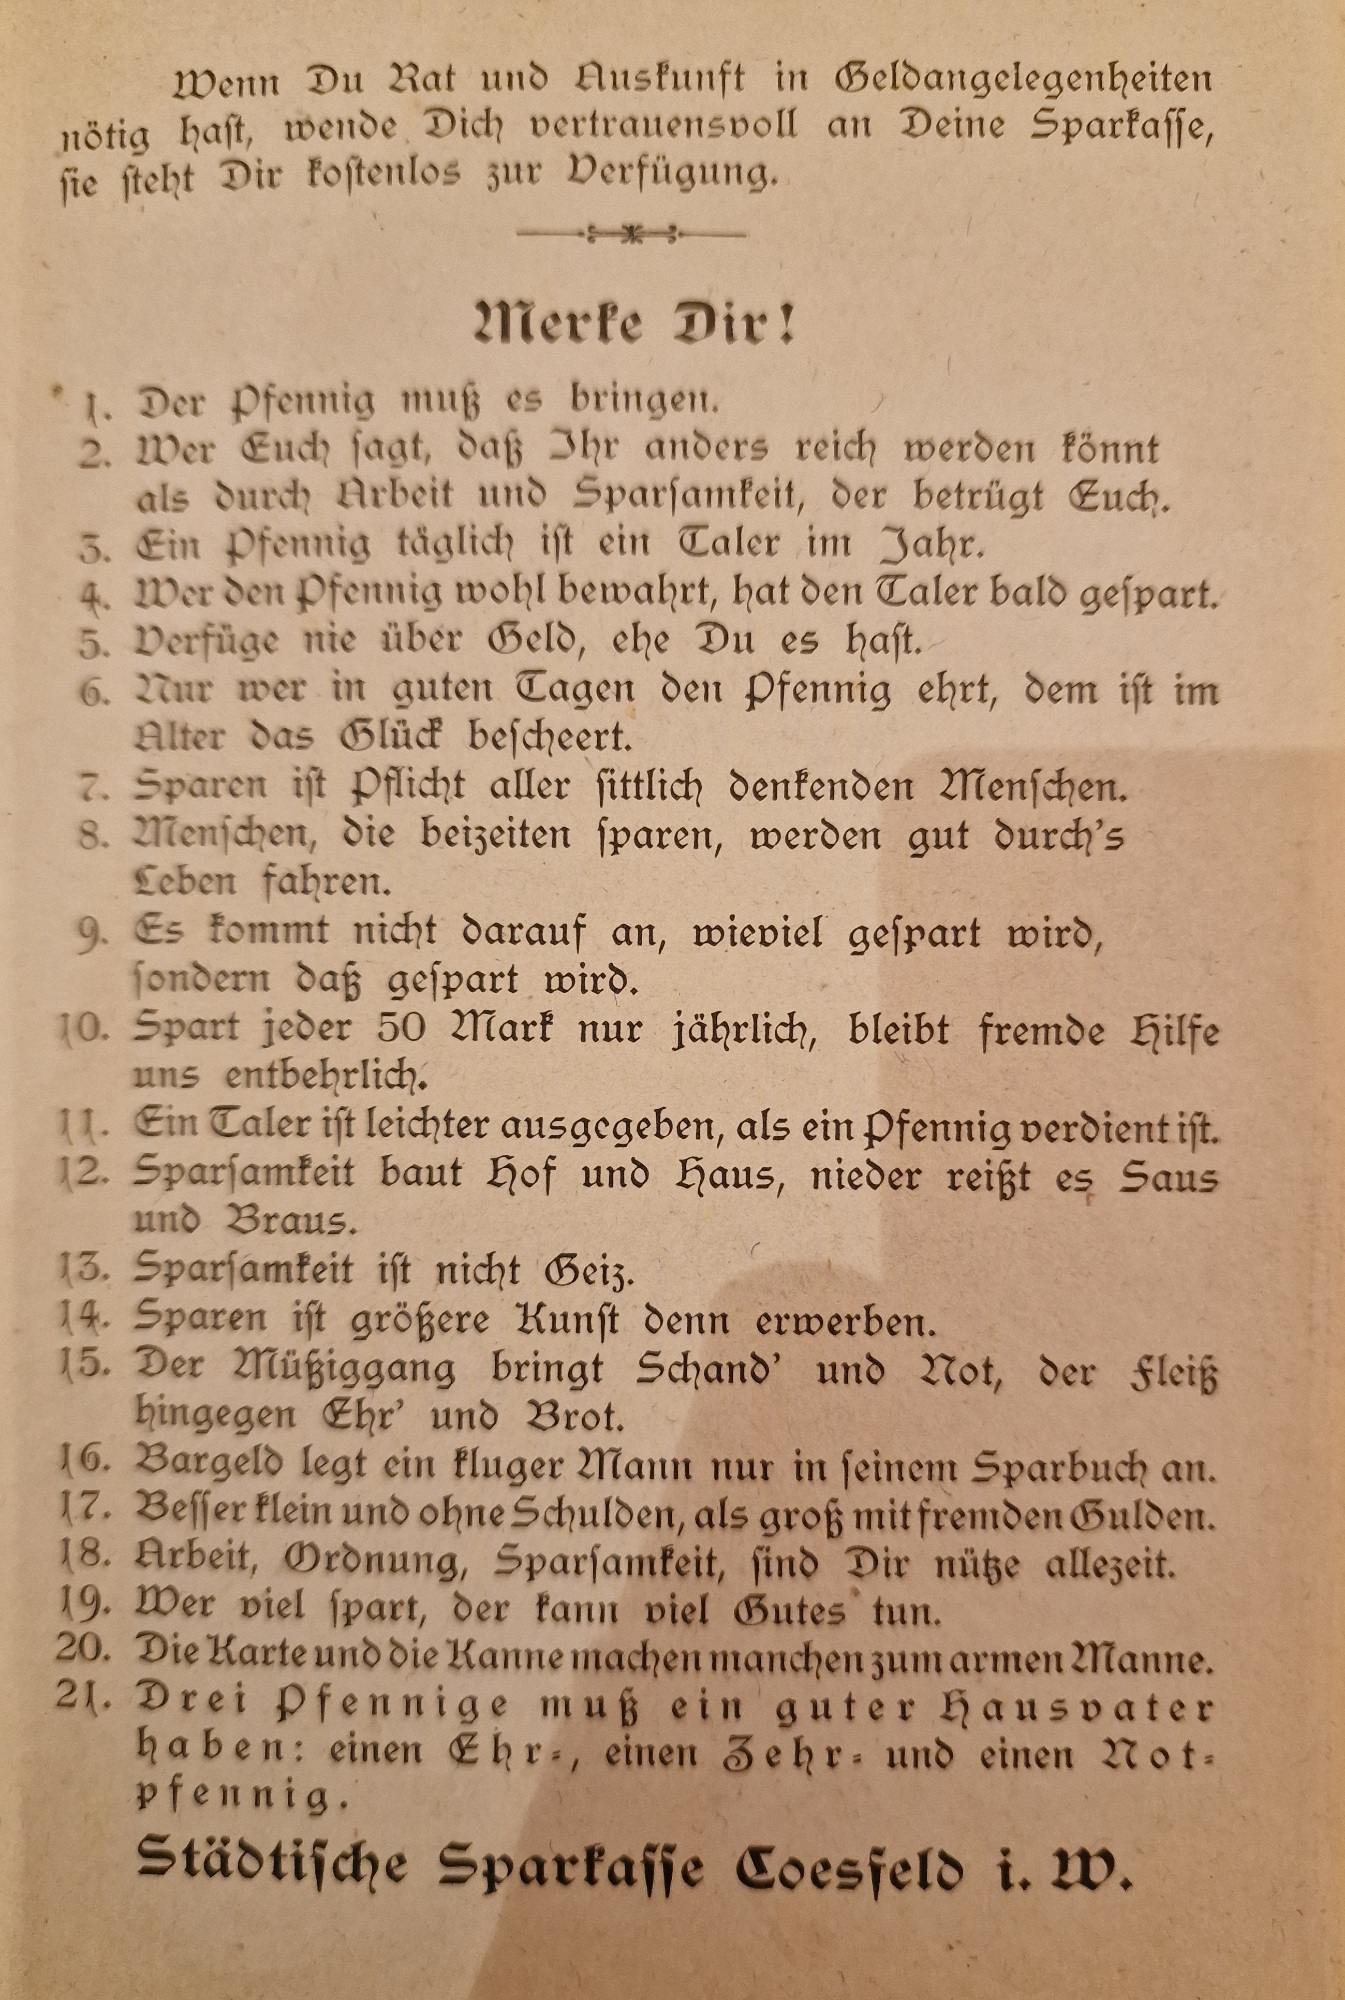 Wenn Du Rat und Auskunft in Geldangelegenheiten
nötig hast, wende Dich vertrauensvoll an Deine Sparkasse,
sie steht Dir kostenlos zur Verfügung.
Merke Dir!
1. Der Pfennig muß es bringen.
2. Wer Euch sagt, daß Ihr anders reich werden könnt
als durch Arbeit und Sparsamkeit, der betrügt Euch.
3. Ein Pfennig täglich ist ein Taler im Jahr.
4. Wer den Pfennig wohl bewahrt, hat den Taler bald gespart.
5. Verfüge nie über Geld, ehe Du es hast.
6. Nur wer in guten Tagen den Pfennig ehrt, dem ist im
Alter das Glück bescheert.
7. Sparen ist Pflicht aller sittlich denkenden Menschen.
8. Menschen, die beizeiten sparen, werden gut durch's
Leben fahren.
9. Es kommt nicht darauf an, wieviel gespart wird,
sondern daß gespart wird.
10. Spart jeder 50 Mark nur jährlich, bleibt fremde Hilfe
uns entbehrlich.
11. Ein Taler ist leichter ausgegeben, als ein Pfennig verdient ist.
12. Sparsamkeit baut Hof und Haus, nieder reißt es Saus
und Braus.
13. Sparsamkeit ist nicht Geiz.
14. Sparen ist größere Kunst denn erwerben.
15. Der Müßiggang bringt Schand' und Not, der Fleiß
hingegen Ehr' und Brot.
16. Bargeld legt ein kluger Mann nur in seinem Sparbuch an.
17. Besser klein und ohne Schulden, als groß mit fremden Gulden.
18. Arbeit, Ordnung, Sparsamkeit, sind Dir nütze allezeit.
19. Wer viel spart, der kann viel Gutes tun.
20. Die Karte und die Kanne machen manchen zum armen Manne.
21. Drei Pfennige muß ein guter Hausvater
haben: einen Ehr-, einen Zehr- und einen Not-
pfennig.
Städtische Sparkasse Coesfeld i. W.